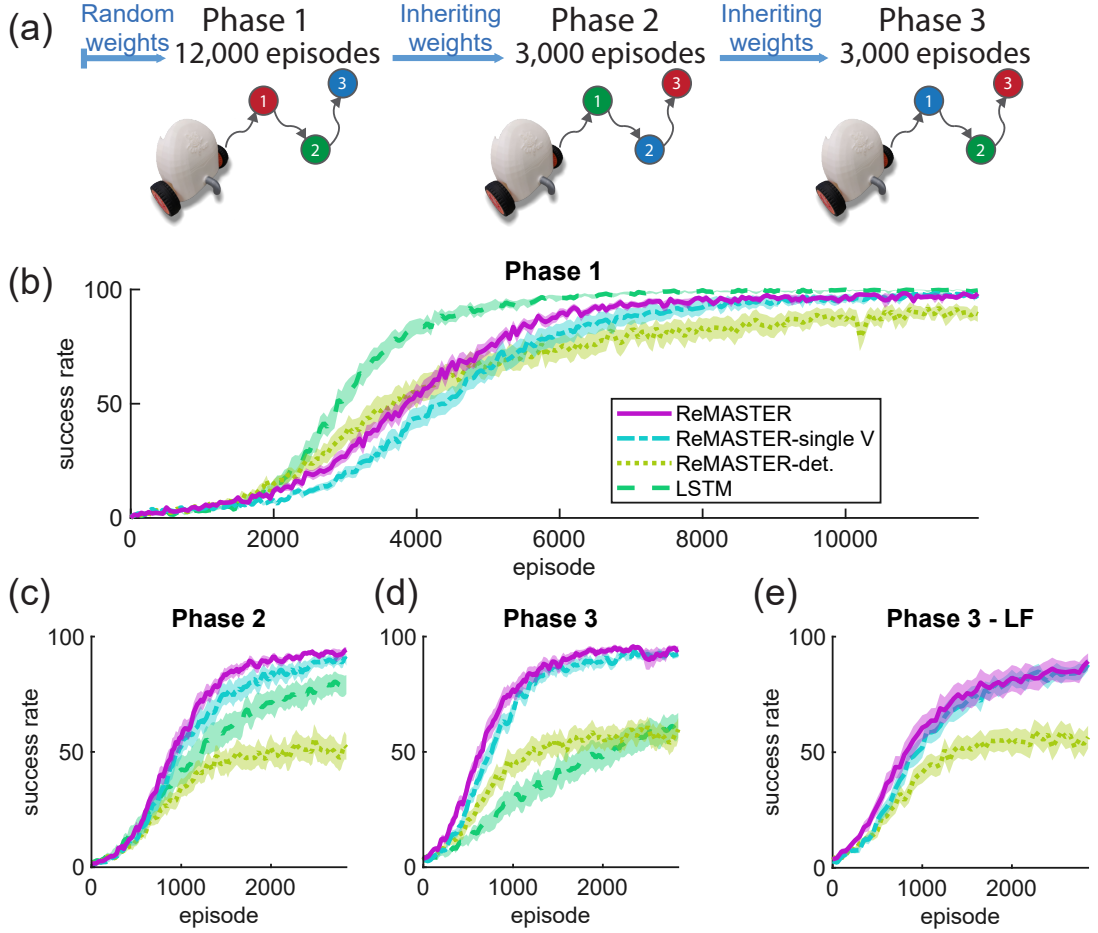 (a)
Random
weights
Phase 1
12,000 episodes
Inheriting
weights
Phase 2
3,000 episodes
Inheriting
weights
Phase 3
3,000 episodes
1
2
3
1
2
3
1
2
3
(b)
Phase 1
success rate
100
50
0
0
2000
4000
6000
8000
10000
episode
ReMASTER
ReMASTER-single V
ReMASTER-det.
LSTM
(c)
Phase 2
success rate
100
50
0
0
1000
2000
episode
(d)
Phase 3
100
50
0
0
1000
2000
episode
(e)
Phase 3 - LF
success rate
100
50
0
0
1000
2000
episode